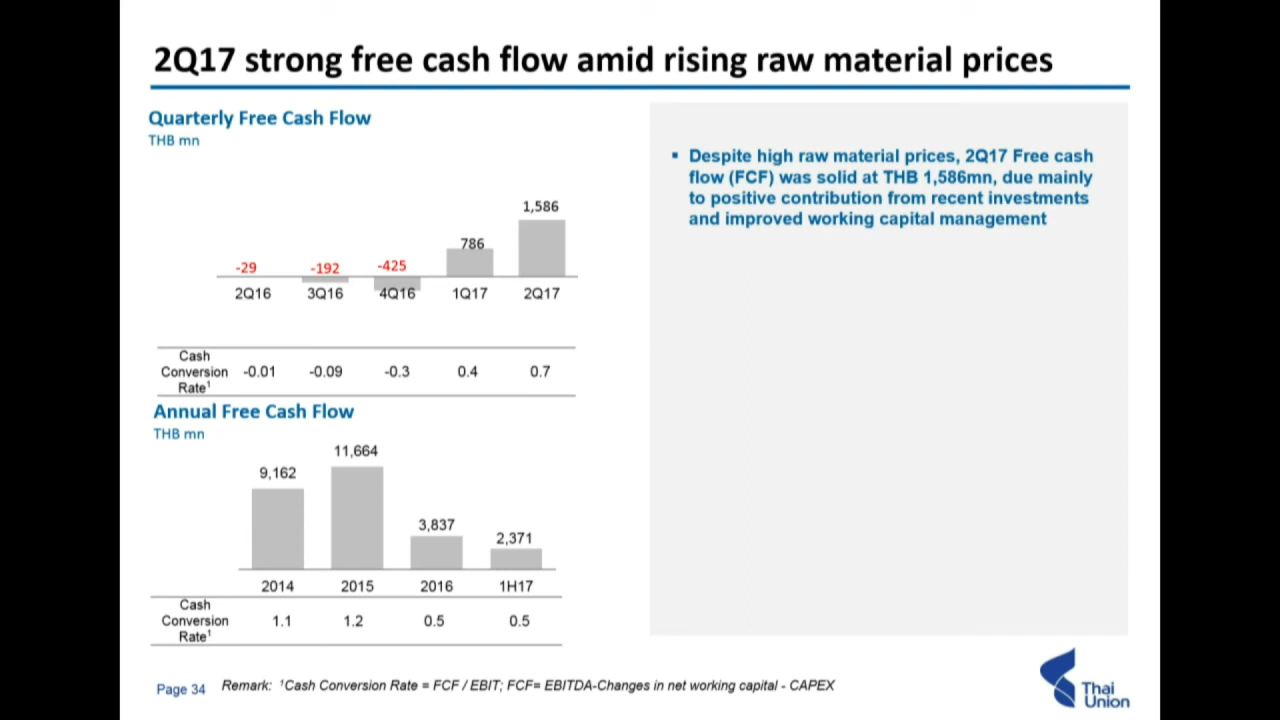 2Q17 strong free cash flow amid rising raw material prices
Quarterly Free Cash Flow
THB mn
-29 -192 -425 786 1,586
2Q16 3Q16 4Q16 1Q17 2Q17
Cash
Conversion -0.01 -0.09 -0.3 0.4 0.7
Rate¹
Annual Free Cash Flow
THB mn
9,162 11,664 3,837 2,371
2014 2015 2016 1H17
Cash
Conversion 1.1 1.2 0.5 0.5
Rate¹
▪ Despite high raw material prices, 2Q17 Free cash
flow (FCF) was solid at THB 1,586mn, due mainly
to positive contribution from recent investments
and improved working capital management
Page 34
Remark: ¹Cash Conversion Rate = FCF / EBIT; FCF= EBITDA-Changes in net working capital - CAPEX
Thai
Union